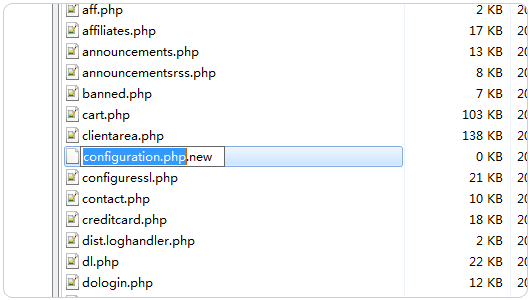 aff.php 2 KB 20
affiliates.php 17 KB 20
announcements.php 13 KB 20
announcementsrss.php 8 KB 20
banned.php 7 KB 20
cart.php 103 KB 20
clientarea.php 138 KB 20
configuration.php.new 0 KB 20
configuressl.php 21 KB 20
contact.php 10 KB 20
creditcard.php 18 KB 20
dist.loghandler.php 2 KB 20
dl.php 22 KB 20
dologin.php 12 KB 20